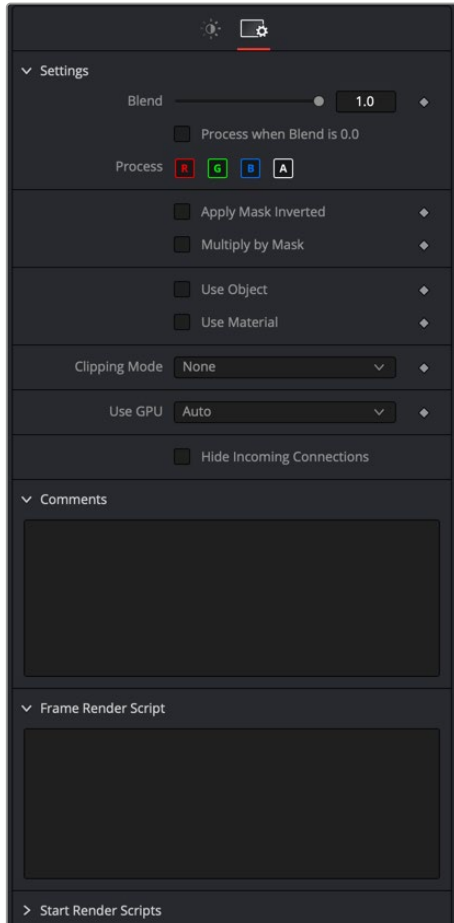 Settings
Blend 1.0
Process when Blend is 0.0
Process R G B A
Apply Mask Inverted
Multiply by Mask
Use Object
Use Material
Clipping Mode None
Use GPU Auto
Hide Incoming Connections
Comments
Frame Render Script
Start Render Scripts